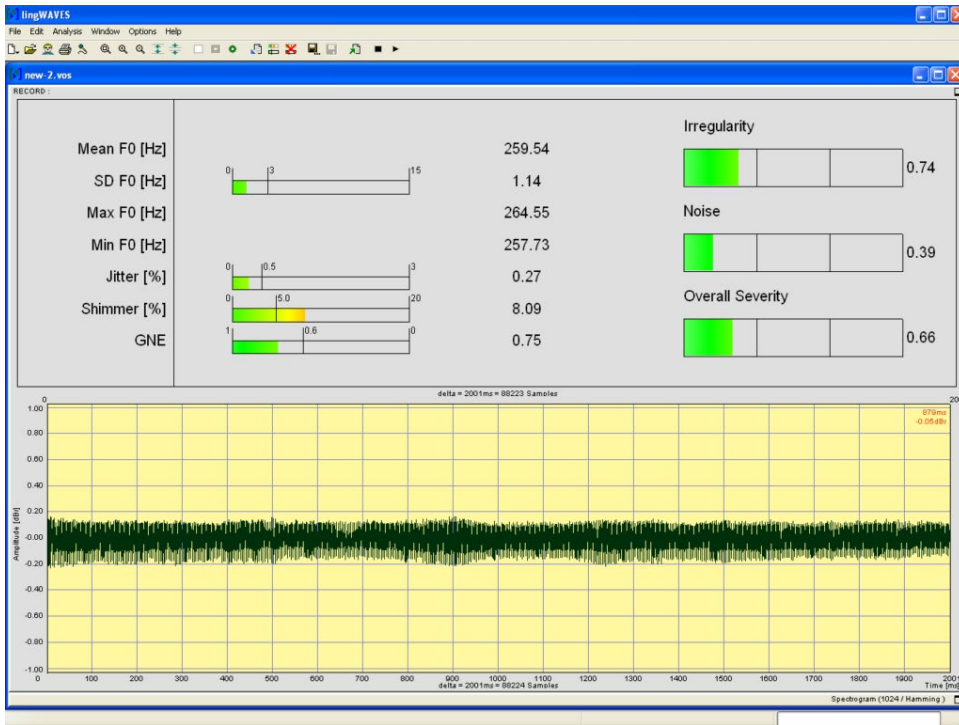 lingWAVES
File Edit Analysis Window Options Help
new-2.vos
RECORD :
Mean F0 [Hz] 259.54
SD F0 [Hz] 0 3 15 1.14
Max F0 [Hz] 264.55
Min F0 [Hz] 257.73
Jitter [%] 0 0.5 3 0.27
Shimmer [%] 0 5.0 20 8.09
GNE 1 0.6 0 0.75
Irregularity
0.74
Noise
0.39
Overall Severity
0.66
delta = 2001ms = 88223 Samples
0 20
879ms
-0.06dBr
1.00
0.80
0.60
0.40
0.20
-0.00
-0.20
-0.40
-0.60
-0.80
-1.00
Amplitude [dBr]
0 100 200 300 400 500 600 700 800 900 1000 1100 1200 1300 1400 1500 1600 1700 1800 1900 2001
delta = 2001ms = 88224 Samples
Time [ms]
Spectrogram (1024 / Hamming )